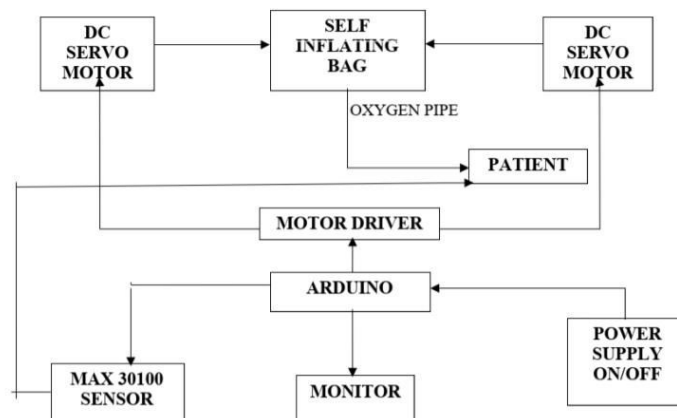 DC
SERVO
MOTOR
SELF
INFLATING
BAG
DC
SERVO
MOTOR
OXYGEN PIPE
PATIENT
MOTOR DRIVER
ARDUINO
POWER
SUPPLY
ON/OFF
MAX 30100
SENSOR
MONITOR